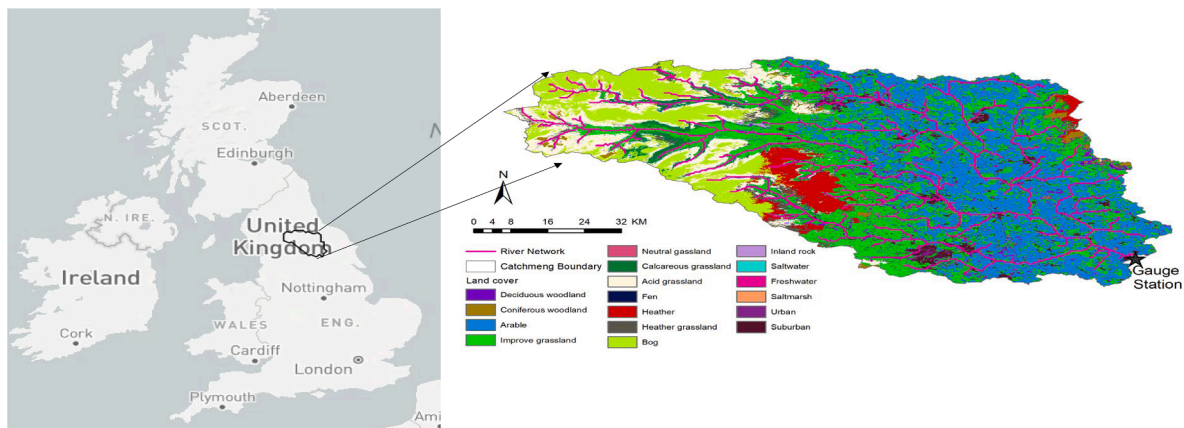 Aberdeen
N
SCOT.
Edinburgh
N. IRE.
United
Kingdom
Ireland
Nottingham
WALES
ENG.
Cork
Cardiff
London
Plymouth
Ami
N
0 4 8 16 24 32 KM
River Network
Catchmeng Boundary
Land cover
Deciduous woodland
Coniferous woodland
Arable
Improve grassland
Neutral gassland
Calcareous grassland
Acid grassland
Fen
Heather
Heather grassland
Bog
Inland rock
Saltwater
Freshwater
Saltmarsh
Urban
Suburban
Gauge
Station